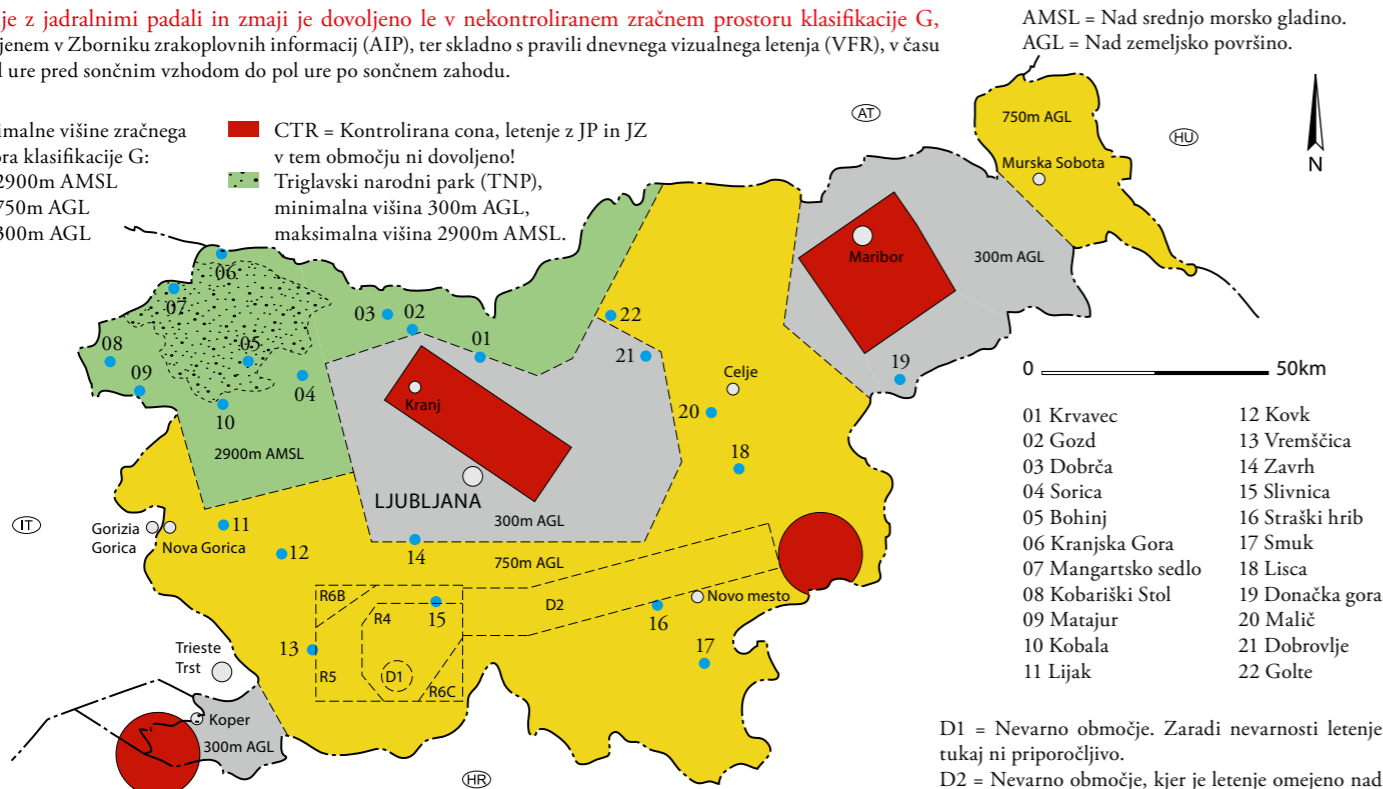 je z jadralnimi padali in zmaji je dovoljeno le v nekontroliranem zračnem prostoru klasifikacije G,
jenem v Zborniku zrakoplovnih informacij (AIP), ter skladno s pravili dnevnega vizualnega letenja (VFR), v času
l ure pred sončnim vzhodom do pol ure po sončnem zahodu.
AMSL = Nad srednjo morsko gladino.
AGL = Nad zemeljsko površino.
imalne višine zračnega
ora klasifikacije G:
2900m AMSL
750m AGL
300m AGL
CTR = Kontrolirana cona, letenje z JP in JZ
v tem območju ni dovoljeno!
Triglavski narodni park (TNP),
minimalna višina 300m AGL,
maksimalna višina 2900m AMSL.
AT
HU
N
750m AGL
Murska Sobota
Maribor
300m AGL
06
07
03
02
22
08
05
01
21
09
04
19
Celje
Kranj
10
20
2900m AMSL
18
LJUBLJANA
300m AGL
IT
Gorizia
Gorica
Nova Gorica
11
12
14
750m AGL
R6B
R4
15
D2
Novo mesto
16
13
17
Trieste
Trst
R5
D1
R6C
Koper
300m AGL
HR
0
50km
01 Krvavec
02 Gozd
03 Dobrča
04 Sorica
05 Bohinj
06 Kranjska Gora
07 Mangartsko sedlo
08 Kobariški Stol
09 Matajur
10 Kobala
11 Lijak
12 Kovk
13 Vremščica
14 Zavrh
15 Slivnica
16 Straški hrib
17 Smuk
18 Lisca
19 Donačka gora
20 Malič
21 Dobrovlje
22 Golte
D1 = Nevarno območje. Zaradi nevarnosti letenje
tukaj ni priporočljivo.
D2 = Nevarno območje, kjer je letenje omejeno nad